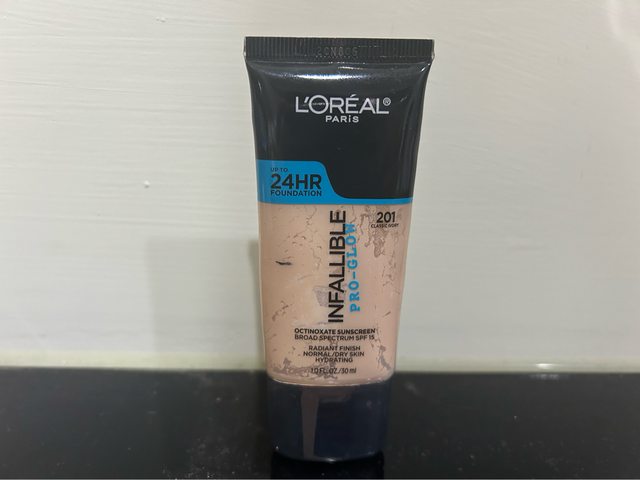 L'ORÉAL®
PARIS
UP TO
24HR
FOUNDATION
201
CLASSIC IVORY
INFALLIBLE
PRO-GLOW
OCTINOXATE SUNSCREEN
BROAD SPECTRUM SPF 15
RADIANT FINISH
NORMAL/DRY SKIN
HYDRATING
1.0 FL. OZ./30 ml